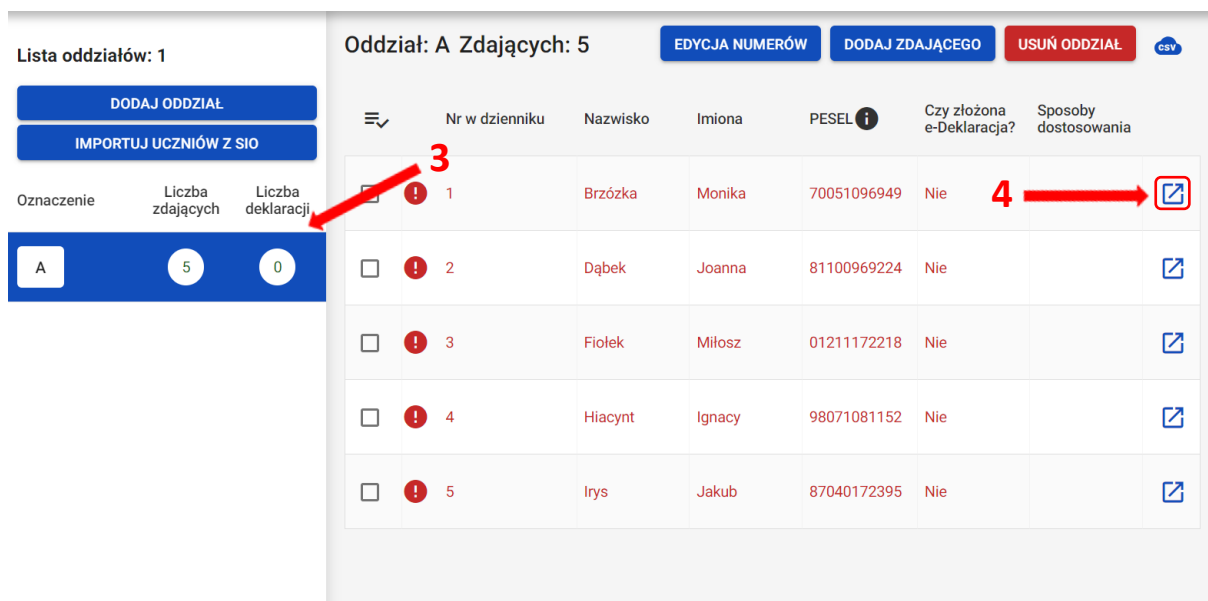 Lista oddziałów: 1
DODAJ ODDZIAŁ
IMPORTUJ UCZNIÓW Z SIO
Oznaczenie Liczba zdających Liczba deklaracji
A 5 0
Oddział: A Zdających: 5 EDYCJA NUMERÓW DODAJ ZDAJĄCEGO USUŃ ODDZIAŁ csv
Nr w dzienniku Nazwisko Imiona PESEL i Czy złożona e-Deklaracja? Sposoby dostosowania
3
! 1 Brzózka Monika 70051096949 Nie 4
! 2 Dąbek Joanna 81100969224 Nie
! 3 Fiołek Miłosz 01211172218 Nie
! 4 Hiacynt Ignacy 98071081152 Nie
! 5 Irys Jakub 87040172395 Nie